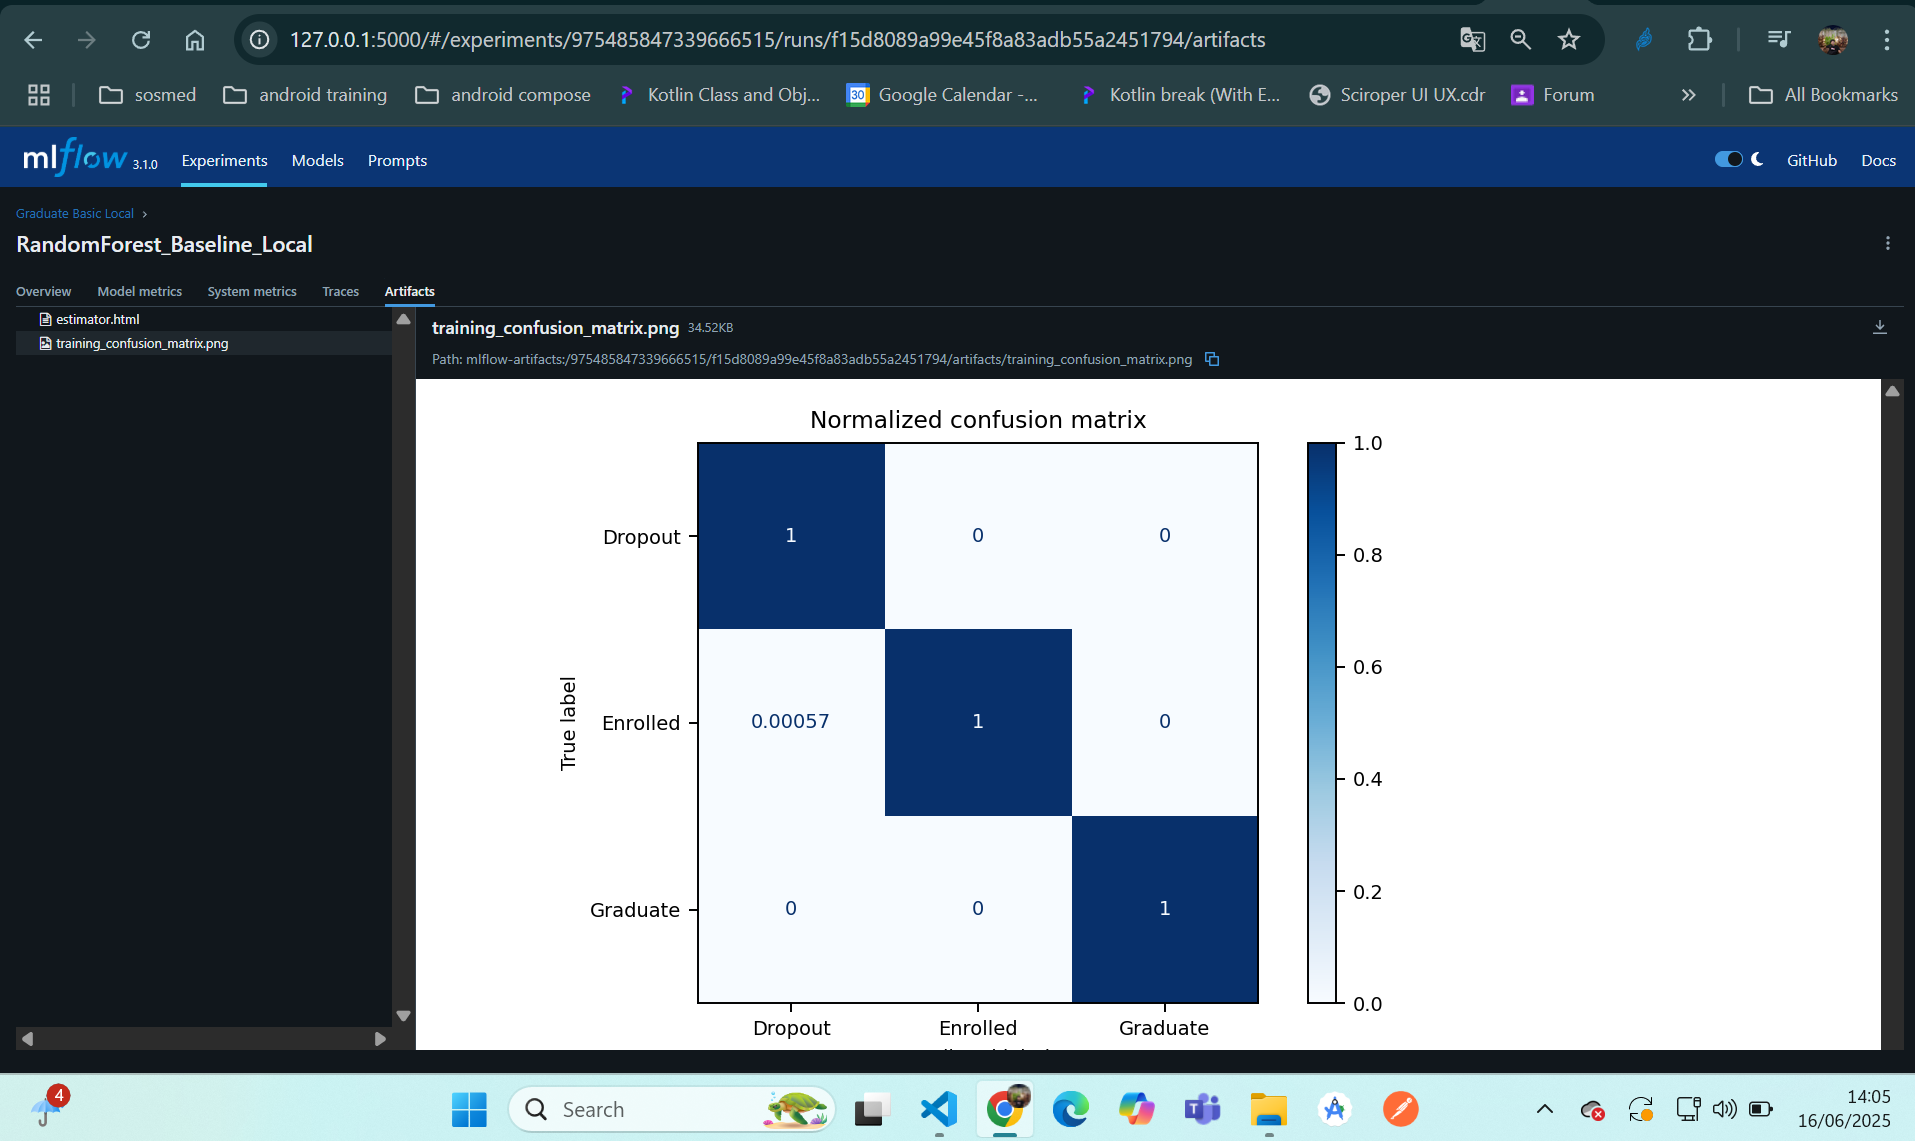 127.0.0.1:5000/#/experiments/975485847339666515/runs/f15d8089a99e45f8a83adb55a2451794/artifacts
sosmed android training android compose Kotlin Class and Obj... 30 Google Calendar -... Kotlin break (With E... Sciroper UI UX.cdr Forum » All Bookmarks
mlflow 3.1.0 Experiments Models Prompts GitHub Docs
Graduate Basic Local ›
RandomForest_Baseline_Local
Overview Model metrics System metrics Traces Artifacts
estimator.html
training_confusion_matrix.png
training_confusion_matrix.png 34.52KB
Path: mlflow-artifacts:/975485847339666515/f15d8089a99e45f8a83adb55a2451794/artifacts/training_confusion_matrix.png
Normalized confusion matrix
Dropout 1 0 0
Enrolled 0.00057 1 0
Graduate 0 0 1
True label
Dropout Enrolled Graduate
1.0
0.8
0.6
0.4
0.2
0.0
4
Search
14:05
16/06/2025